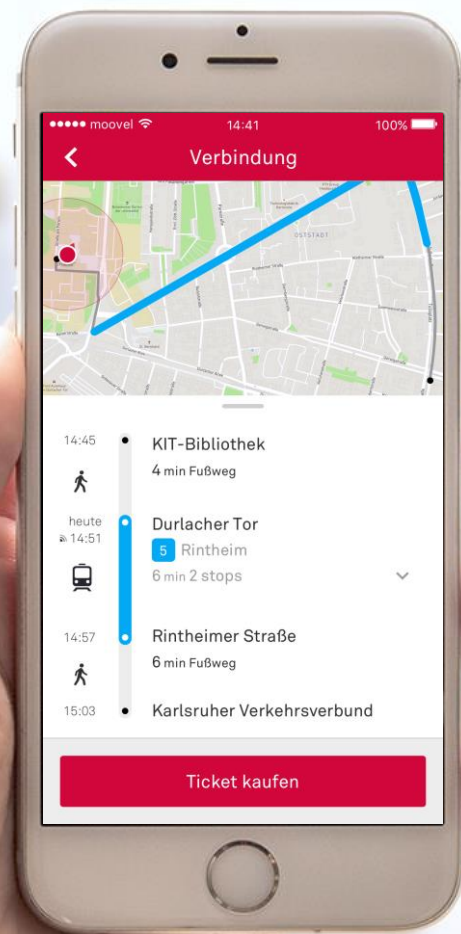 moovel 14:41 100%
Verbindung
OSTSTADT
14:45 KIT-Bibliothek
4 min Fußweg
heute Durlacher Tor
14:51 5 Rintheim
6 min 2 stops
14:57 Rintheimer Straße
6 min Fußweg
15:03 Karlsruher Verkehrsverbund
Ticket kaufen